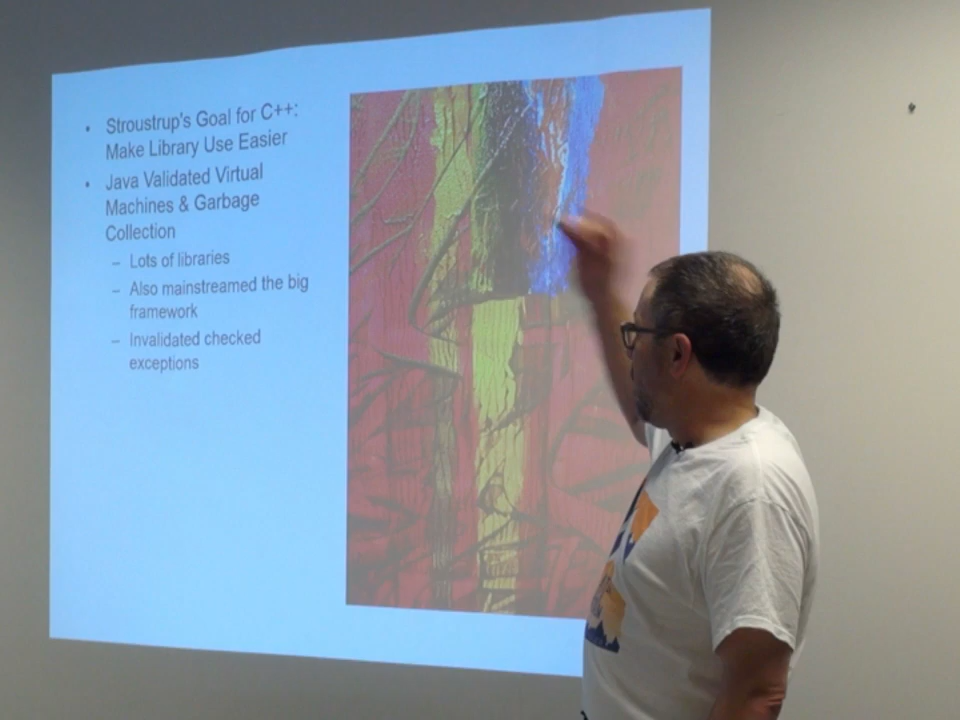 • Stroustrup's Goal for C++:
Make Library Use Easier
• Java Validated Virtual
Machines & Garbage
Collection
– Lots of libraries
– Also mainstreamed the big
framework
– Invalidated checked
exceptions